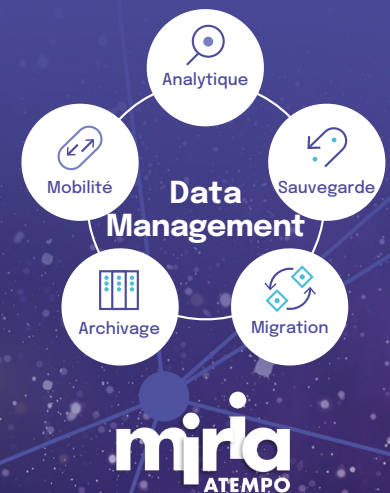 Analytique
Mobilité
Data
Management
Sauvegarde
Archivage
Migration
miria
ATEMPO